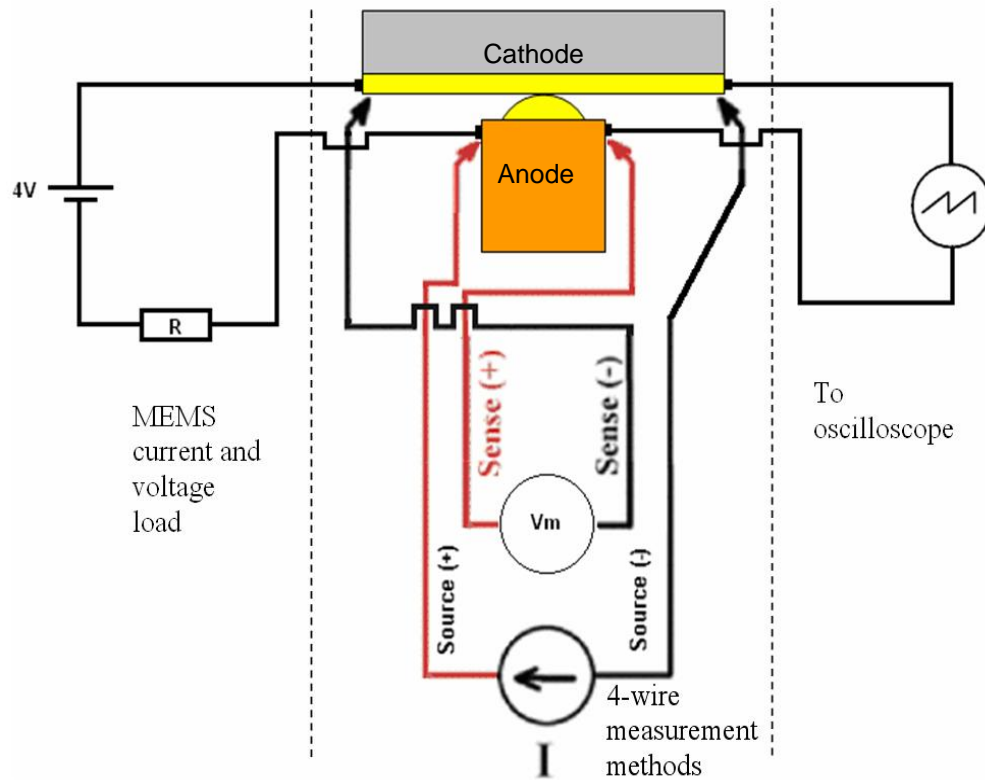 Cathode
Anode
4V
R
MEMS
current and
voltage
load
Sense (+)
Sense (-)
Vm
Source (+)
Source (-)
I
4-wire
measurement
methods
To
oscilloscope